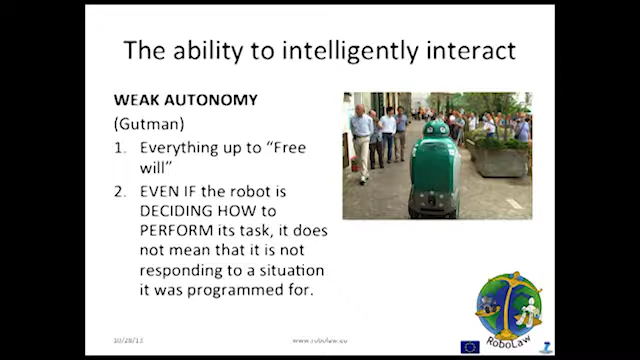 The ability to intelligently interact
WEAK AUTONOMY
(Gutman)
1. Everything up to “Free
will”
2. EVEN IF the robot is
DECIDING HOW to
PERFORM its task, it does
not mean that it is not
responding to a situation
it was programmed for.
10/28/13
www.robolaw.eu
RoboLaw